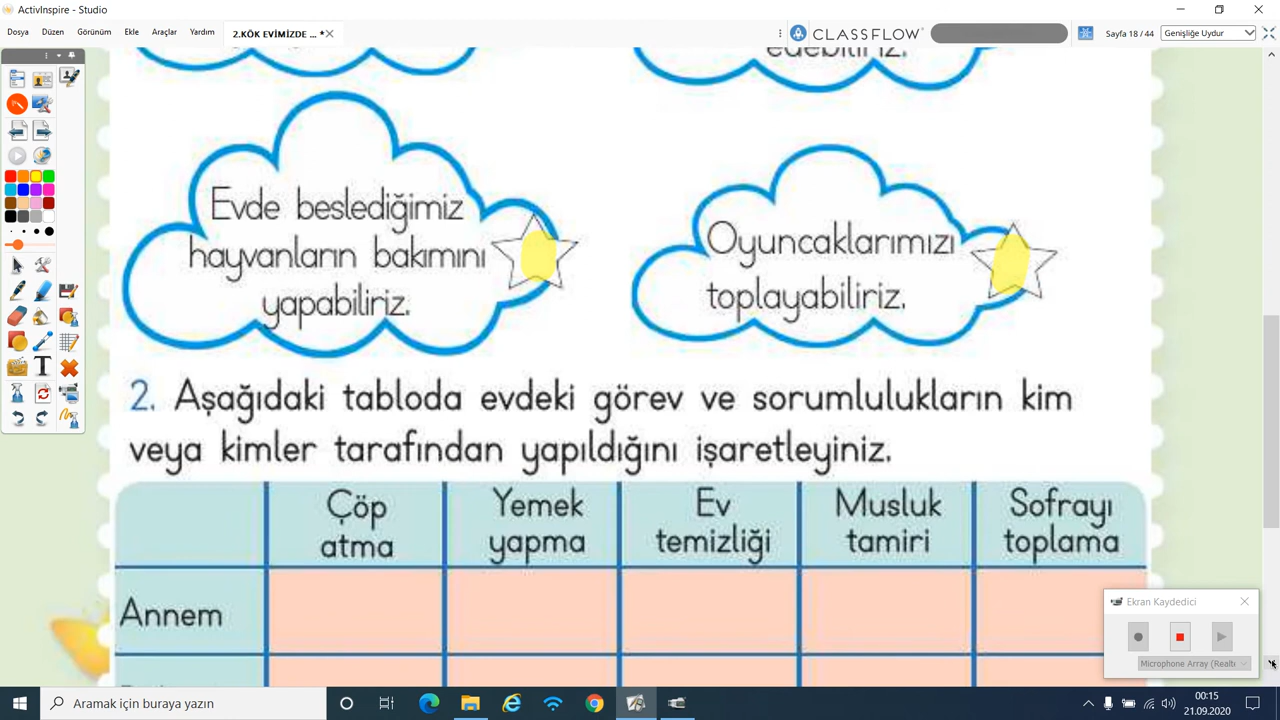 ActivInspire - Studio
Dosya Düzen Görünüm Ekle Araçlar Yardım
2.KÖK EVİMİZDE ... *
CLASSFLOW
Sayfa 18 / 44
Genişliğe Uydur
edebiliriz.
Evde beslediğimiz
hayvanların bakımını
yapabiliriz.
Oyuncaklarımızı
toplayabiliriz.
2. Aşağıdaki tabloda evdeki görev ve sorumlulukların kim
veya kimler tarafından yapıldığını işaretleyiniz.
Çöp atma
Yemek yapma
Ev temizliği
Musluk tamiri
Sofrayı toplama
Annem
Ekran Kaydedici
Microphone Array (Realt
Aramak için buraya yazın
00:15
21.09.2020